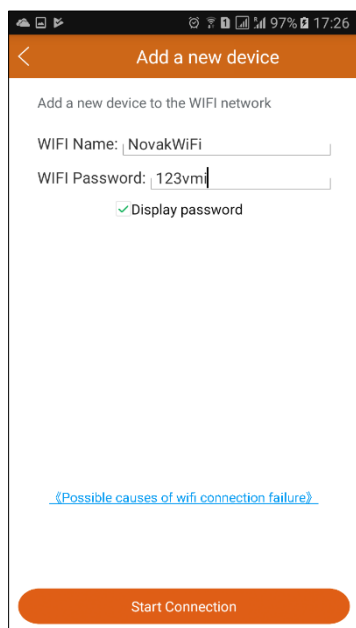 97% 17:26
Add a new device
Add a new device to the WIFI network
WIFI Name: NovakWiFi
WIFI Password: 123vmi
Display password
《Possible causes of wifi connection failure》
Start Connection